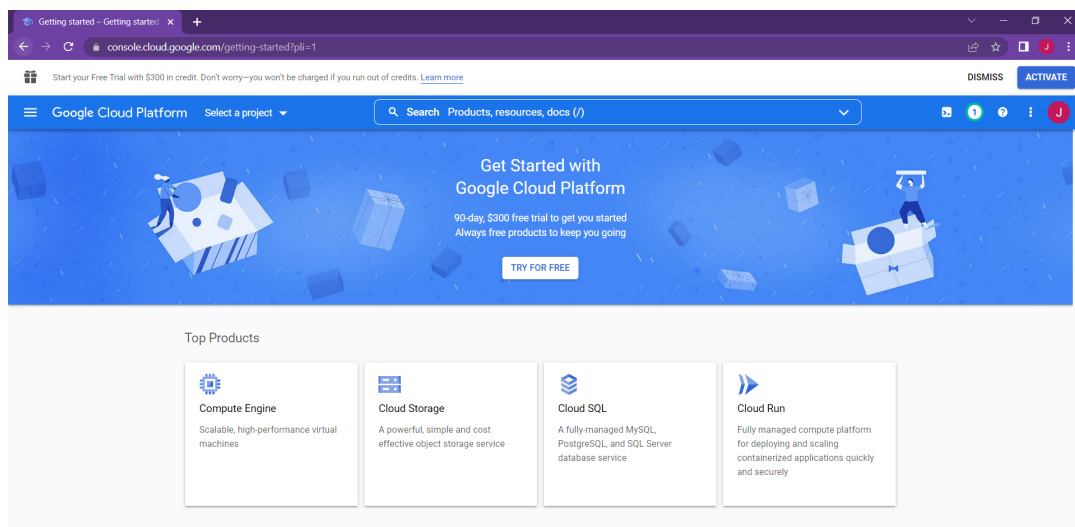 Getting started – Getting started
console.cloud.google.com/getting-started?pli=1
J
Start your Free Trial with $300 in credit. Don't worry—you won't be charged if you run out of credits. Learn more
DISMISS
ACTIVATE
Google Cloud Platform
Select a project
Search Products, resources, docs (/)
1
J
Get Started with
Google Cloud Platform
90-day, $300 free trial to get you started
Always free products to keep you going
TRY FOR FREE
Top Products
Compute Engine
Scalable, high-performance virtual
machines
Cloud Storage
A powerful, simple and cost
effective object storage service
Cloud SQL
A fully-managed MySQL,
PostgreSQL, and SQL Server
database service
Cloud Run
Fully managed compute platform
for deploying and scaling
containerized applications quickly
and securely